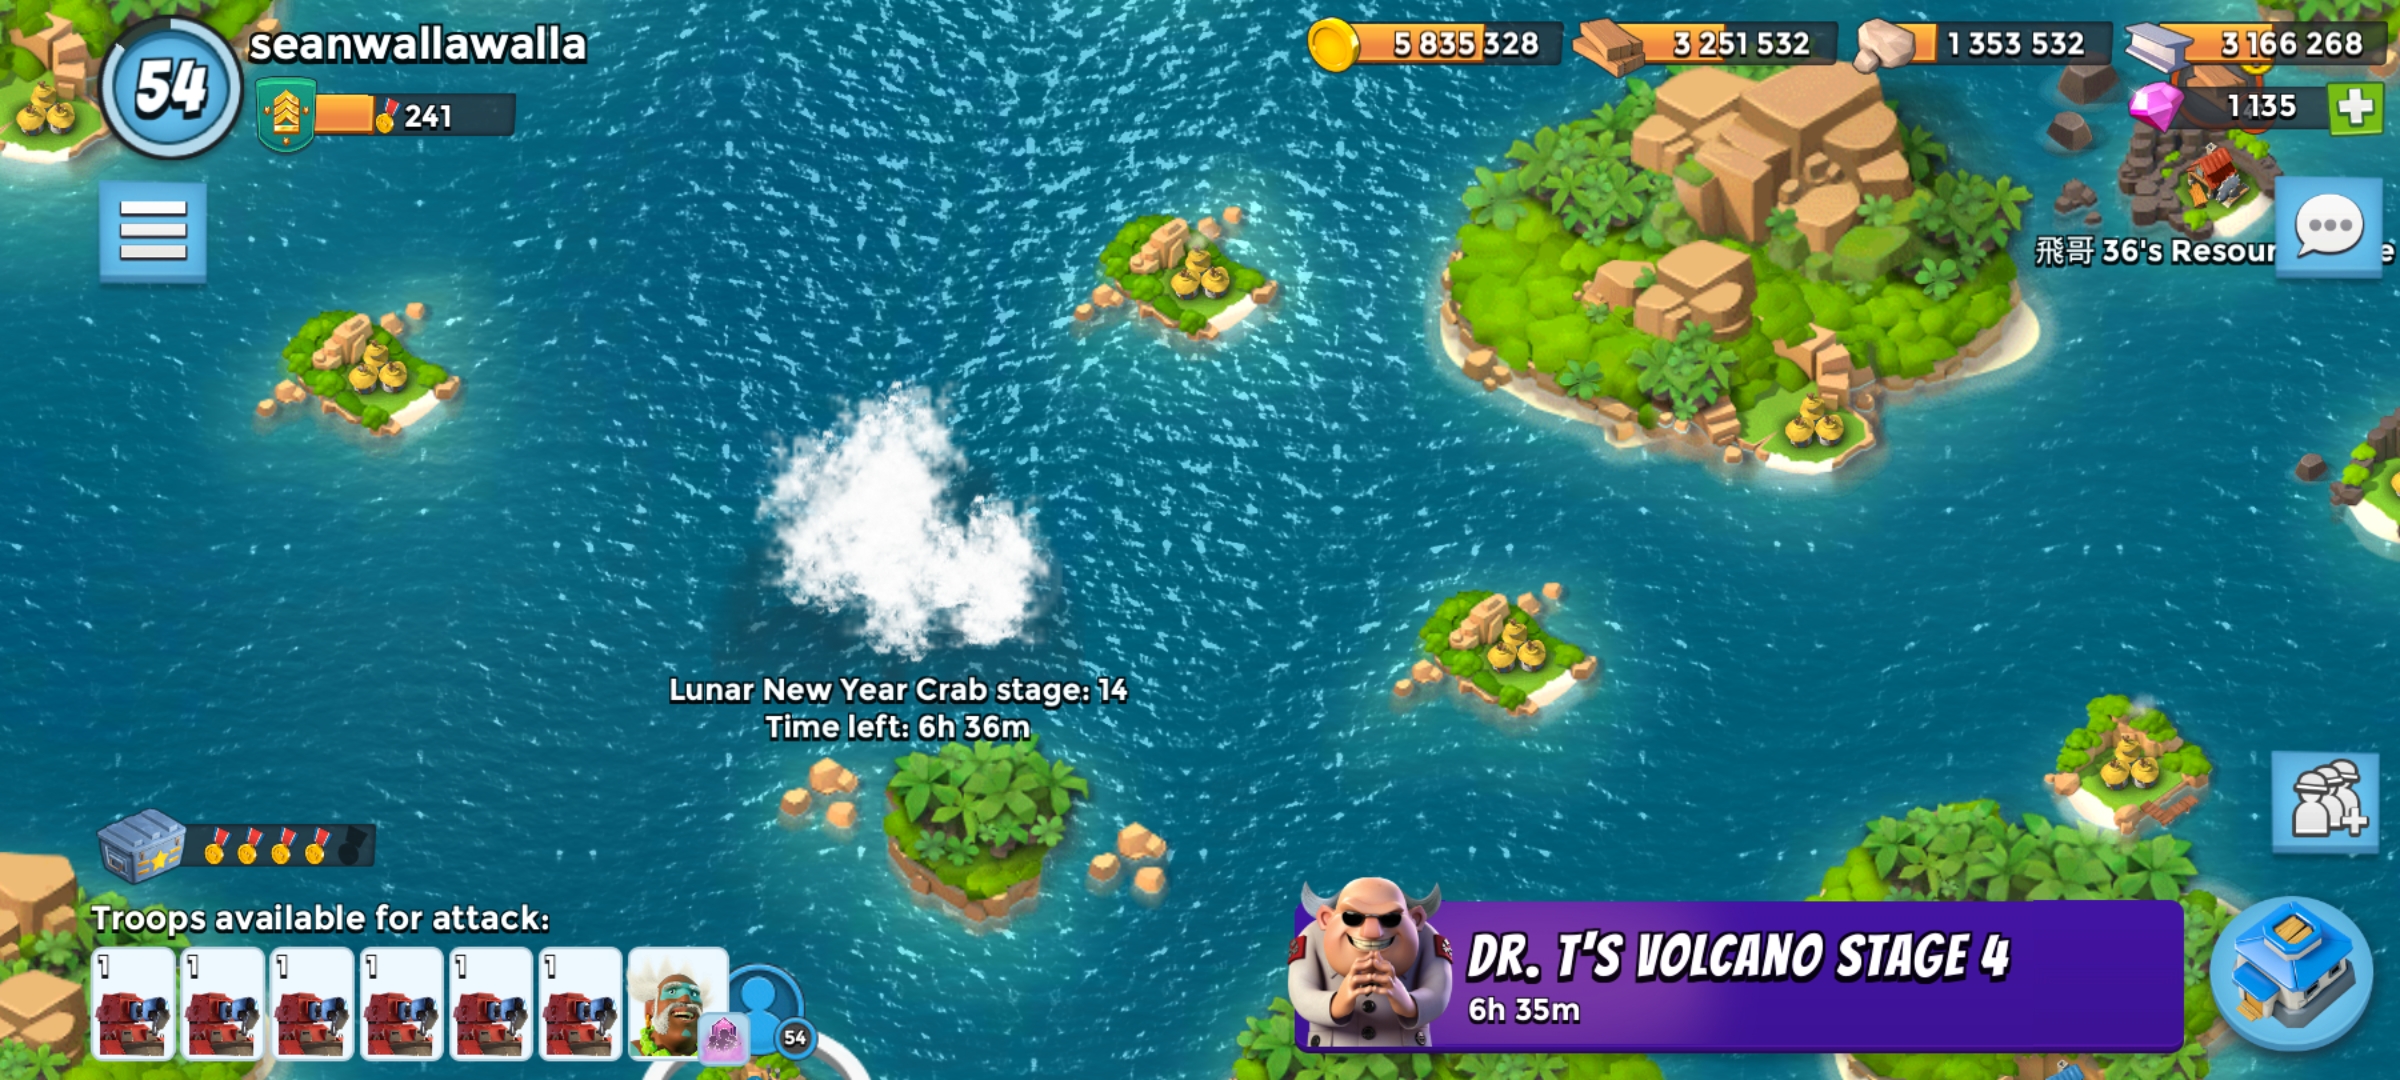 54
seanwallawalla
241
5 835 328
3 251 532
1 353 532
3 166 268
1 135
飛哥 36's Resour e
Lunar New Year Crab stage: 14
Time left: 6h 36m
Troops available for attack:
1 1 1 1 1 1
54
DR. T'S VOLCANO STAGE 4
6h 35m